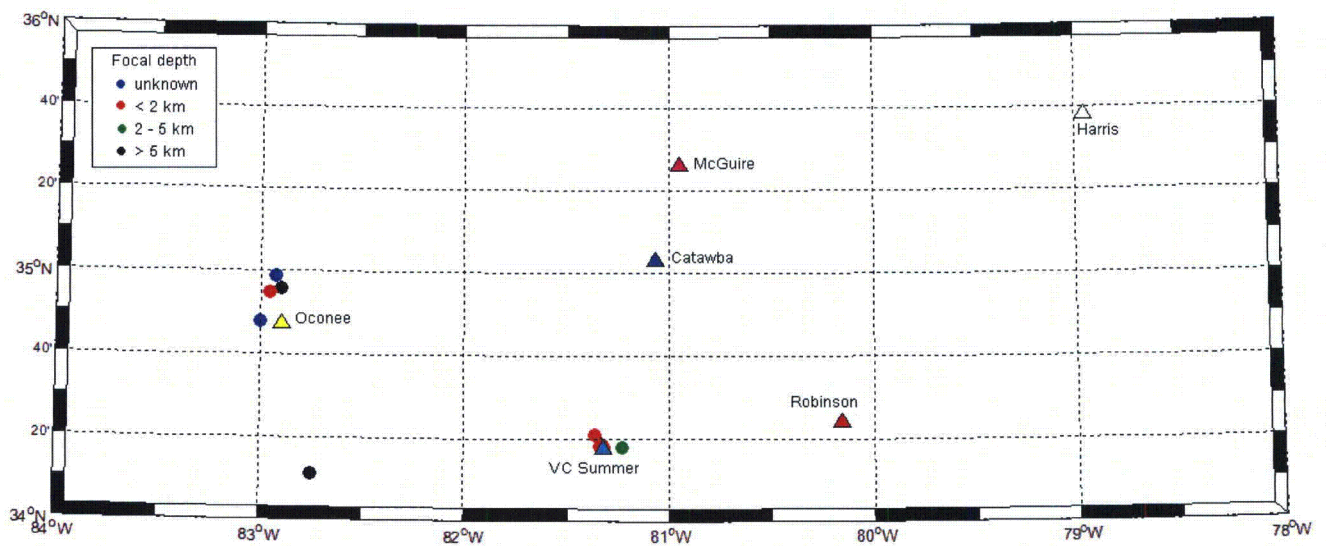 36°N
Focal depth
unknown
< 2 km
2 - 5 km
> 5 km
40'
Harris
McGuire
20'
Catawba
35°N
Oconee
40'
Robinson
20'
VC Summer
34°N
84°W
83°W
82°W
81°W
80°W
79°W
78°W